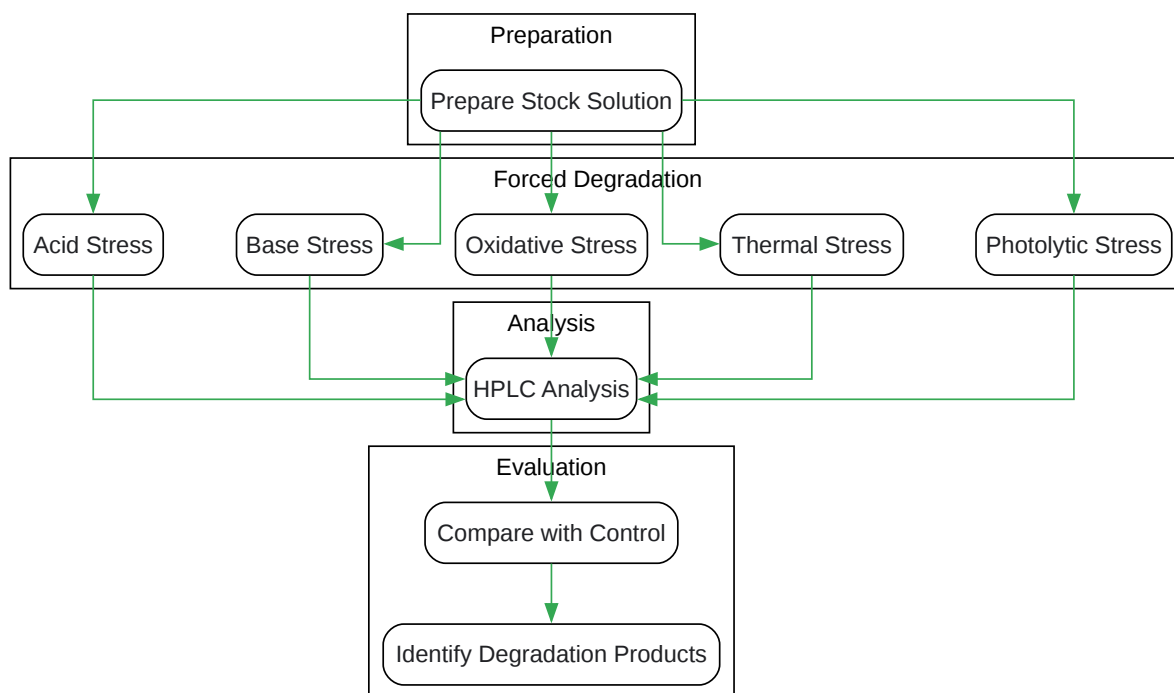 Preparation
Prepare Stock Solution
Forced Degradation
Acid Stress
Base Stress
Oxidative Stress
Thermal Stress
Photolytic Stress
Analysis
HPLC Analysis
Evaluation
Compare with Control
Identify Degradation Products